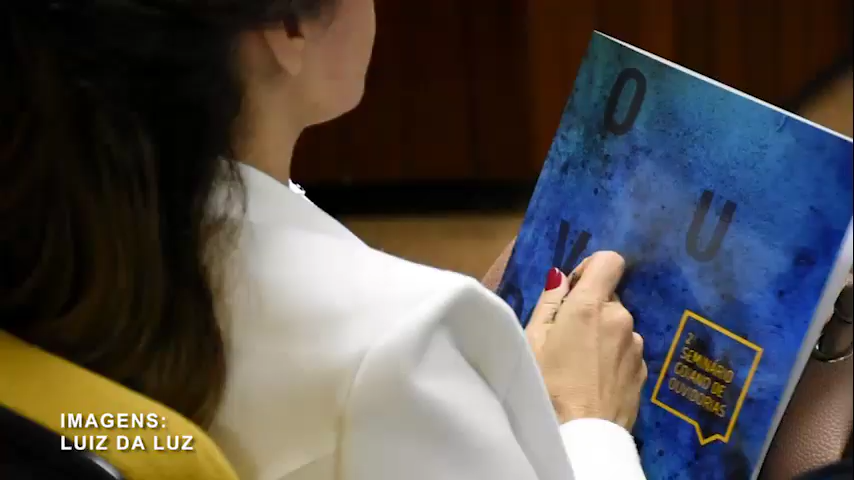 O
U
V
2º
SEMINÁRIO
GOIANO DE
OUVIDORIAS
IMAGENS:
LUIZ DA LUZ